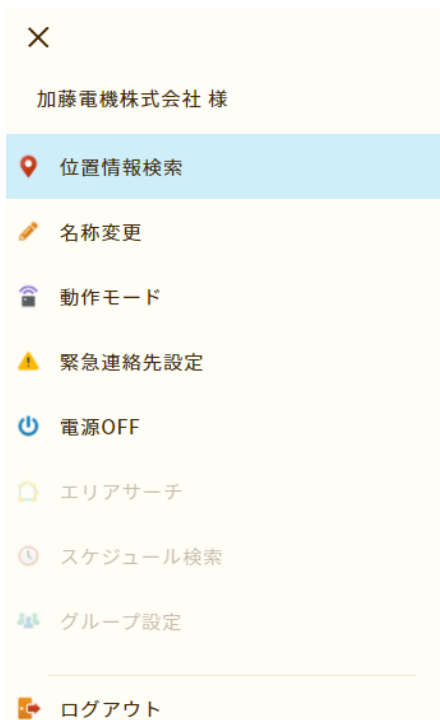 加藤電機株式会社 様
位置情報検索
名称変更
動作モード
緊急連絡先設定
電源OFF
エリアサーチ
スケジュール検索
グループ設定
ログアウト